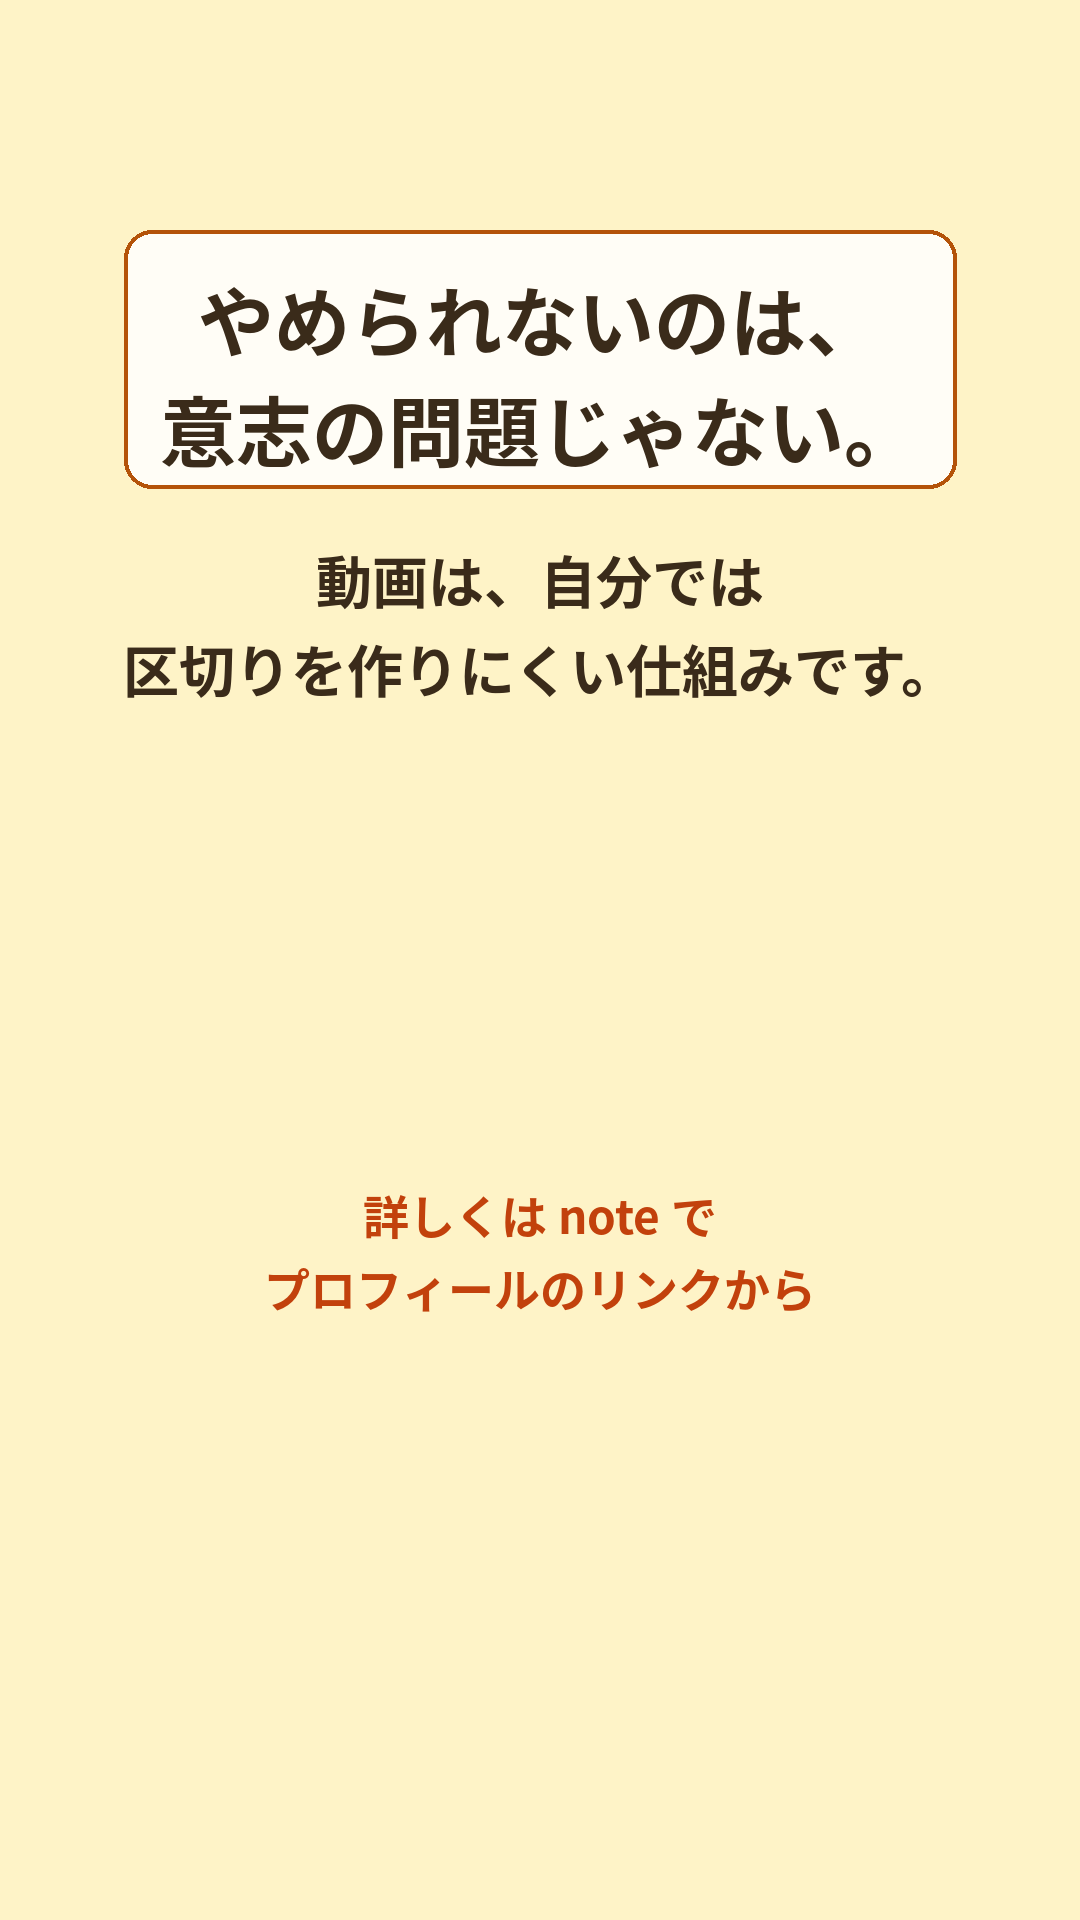 やめられないのは、
意志の問題じゃない。
動画は、自分では
区切りを作りにくい仕組みです。
詳しくは note で
プロフィールのリンクから